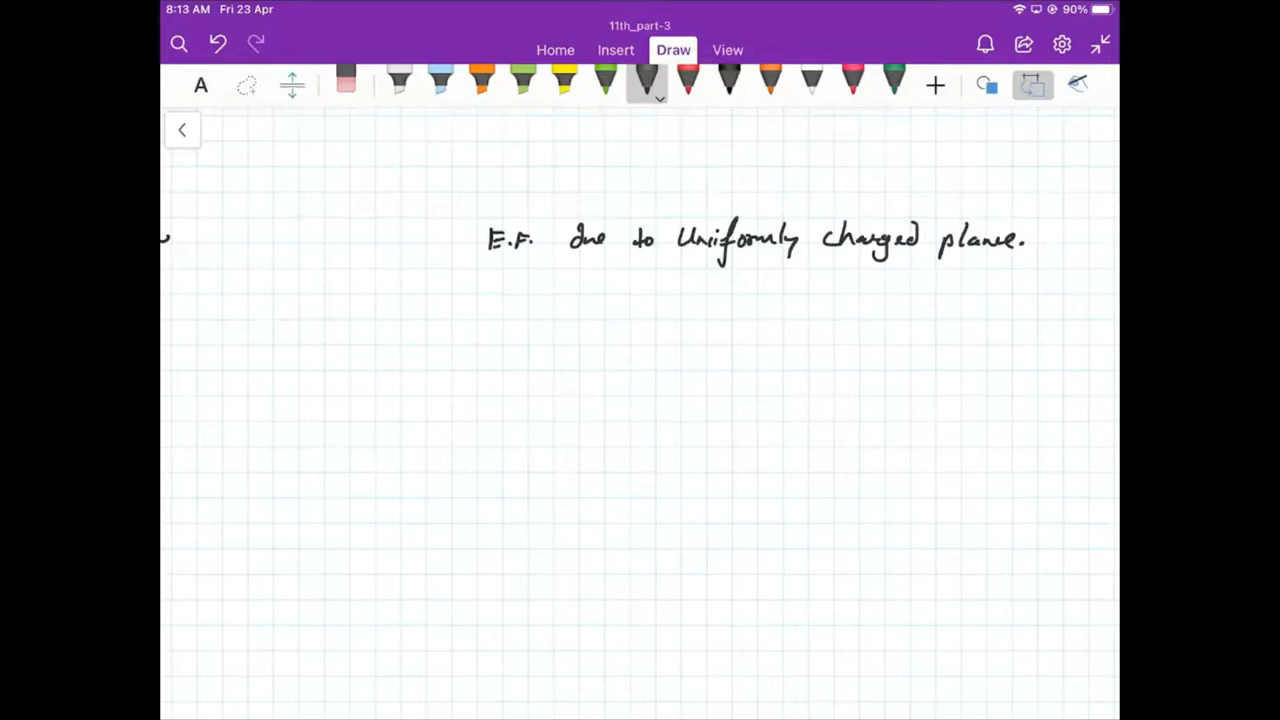 8:13 AM Fri 23 Apr
90%
11th_part-3
Home Insert Draw View
A
E.F. due to Uniformly charged plane.